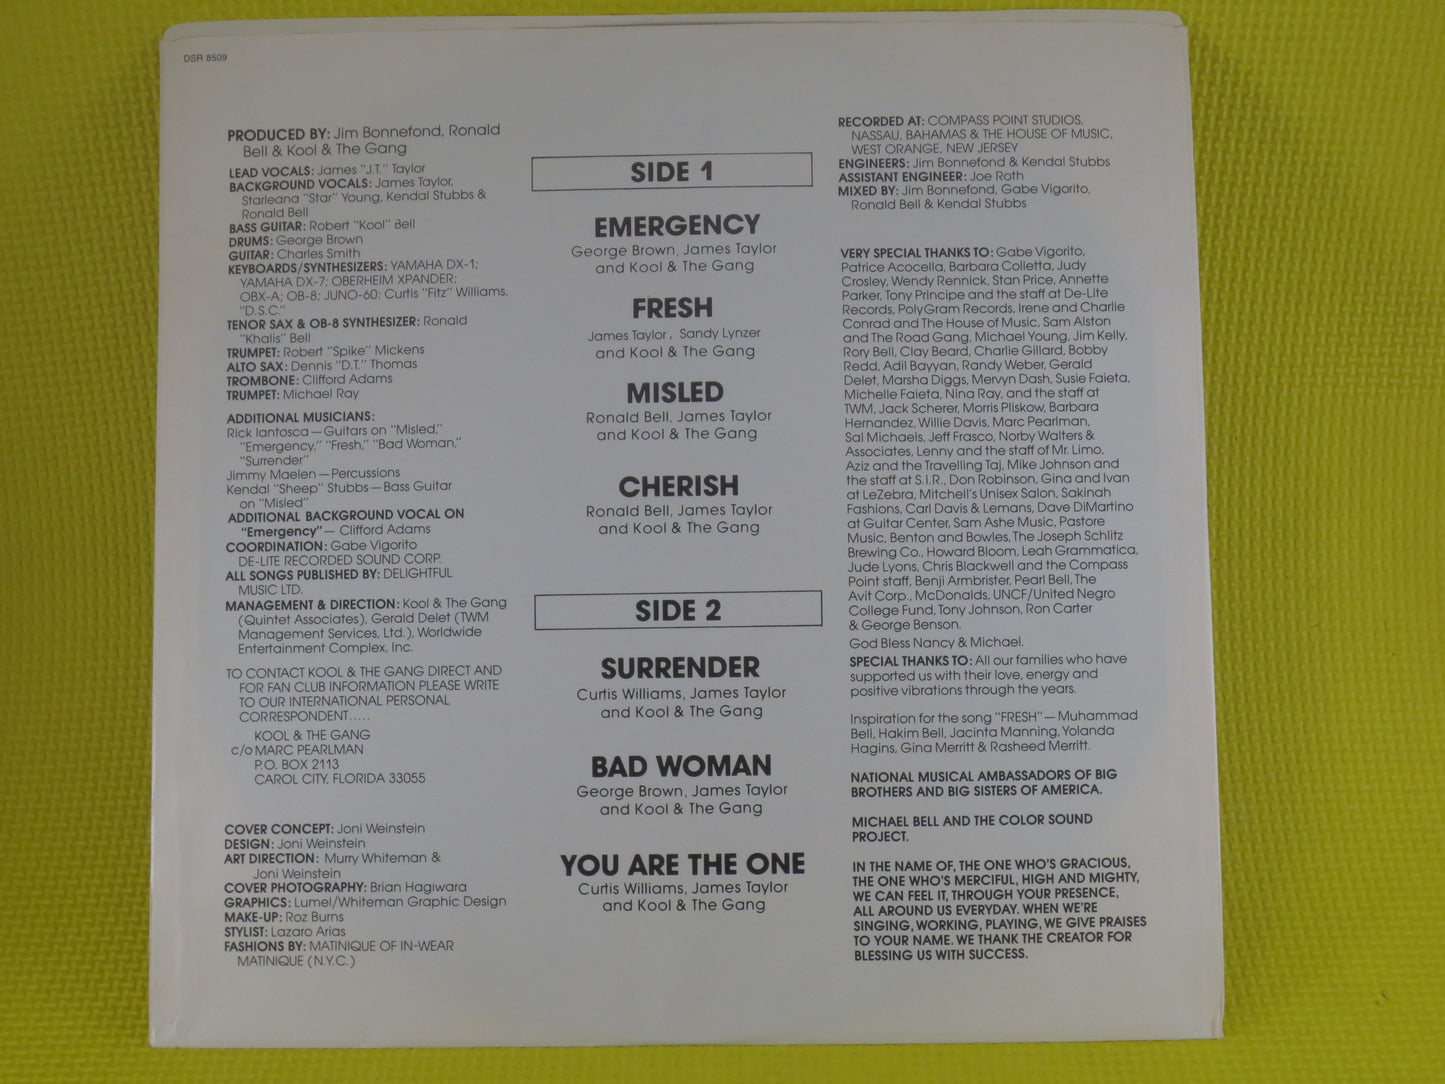 DSR 8509
PRODUCED BY: Jim Bonnefond, Ronald
Bell & Kool & The Gang
LEAD VOCALS: James "J.T." Taylor
BACKGROUND VOCALS: James Taylor,
Starleana "Star" Young, Kendal Stubbs &
Ronald Bell
BASS GUITAR: Robert "Kool" Bell
DRUMS: George Brown
GUITAR: Charles Smith
KEYBOARDS/SYNTHESIZERS: YAMAHA DX-1;
YAMAHA DX-7; OBERHEIM XPANDER;
OBX-A; OB-8; JUNO-60: Curtis "Fitz" Williams,
"D.S.C."
TENOR SAX & OB-8 SYNTHESIZER: Ronald
"Khalis" Bell
TRUMPET: Robert "Spike" Mickens
ALTO SAX: Dennis "D.T." Thomas
TROMBONE: Clifford Adams
TRUMPET: Michael Ray
ADDITIONAL MUSICIANS:
Rick Iantosca — Guitars on "Misled,"
"Emergency," "Fresh," "Bad Woman,"
"Surrender"
Jimmy Maelen — Percussions
Kendal "Sheep" Stubbs — Bass Guitar
on "Misled"
ADDITIONAL BACKGROUND VOCAL ON
"Emergency" — Clifford Adams
COORDINATION: Gabe Vigorito
DE-LITE RECORDED SOUND CORP.
ALL SONGS PUBLISHED BY: DELIGHTFUL
MUSIC LTD.
MANAGEMENT & DIRECTION: Kool & The Gang
(Quintet Associates), Gerald Delet (TWM
Management Services, Ltd.), Worldwide
Entertainment Complex, Inc.
TO CONTACT KOOL & THE GANG DIRECT AND
FOR FAN CLUB INFORMATION PLEASE WRITE
TO OUR INTERNATIONAL PERSONAL
CORRESPONDENT.....
KOOL & THE GANG
c/o MARC PEARLMAN
P.O. BOX 2113
CAROL CITY, FLORIDA 33055
COVER CONCEPT: Joni Weinstein
DESIGN: Joni Weinstein
ART DIRECTION: Murry Whiteman &
Joni Weinstein
COVER PHOTOGRAPHY: Brian Hagiwara
GRAPHICS: Lumel/Whiteman Graphic Design
MAKE-UP: Roz Burns
STYLIST: Lazaro Arias
FASHIONS BY: MATINIQUE OF IN-WEAR
MATINIQUE (N.Y.C.)
SIDE 1
EMERGENCY
George Brown, James Taylor
and Kool & The Gang
FRESH
James Taylor, Sandy Lynzer
and Kool & The Gang
MISLED
Ronald Bell, James Taylor
and Kool & The Gang
CHERISH
Ronald Bell, James Taylor
and Kool & The Gang
SIDE 2
SURRENDER
Curtis Williams, James Taylor
and Kool & The Gang
BAD WOMAN
George Brown, James Taylor
and Kool & The Gang
YOU ARE THE ONE
Curtis Williams, James Taylor
and Kool & The Gang
RECORDED AT: COMPASS POINT STUDIOS,
NASSAU, BAHAMAS & THE HOUSE OF MUSIC,
WEST ORANGE, NEW JERSEY
ENGINEERS: Jim Bonnefond & Kendal Stubbs
ASSISTANT ENGINEER: Joe Roth
MIXED BY: Jim Bonnefond, Gabe Vigorito,
Ronald Bell & Kendal Stubbs
VERY SPECIAL THANKS TO: Gabe Vigorito,
Patrice Acocella, Barbara Colletta, Judy
Crosley, Wendy Rennick, Stan Price, Annette
Parker, Tony Principe and the staff at De-Lite
Records, PolyGram Records, Irene and Charlie
Conrad and The House of Music, Sam Alston
and The Road Gang, Michael Young, Jim Kelly,
Rory Bell, Clay Beard, Charlie Gillard, Bobby
Redd, Adil Bayyan, Randy Weber, Gerald
Delet, Marsha Diggs, Mervyn Dash, Susie Faieta,
Michelle Faieta, Nina Ray, and the staff at
TWM, Jack Scherer, Morris Pliskow, Barbara
Hernandez, Willie Davis, Marc Pearlman,
Sal Michaels, Jeff Frasco, Norby Walters &
Associates, Lenny and the staff of Mr. Limo,
Aziz and the Travelling Taj, Mike Johnson and
the staff at S.I.R., Don Robinson, Gina and Ivan
at LeZebra, Mitchell's Unisex Salon, Sakinah
Fashions, Carl Davis & Lemans, Dave DiMartino
at Guitar Center, Sam Ashe Music, Pastore
Music, Benton and Bowles, The Joseph Schlitz
Brewing Co., Howard Bloom, Leah Grammatica,
Jude Lyons, Chris Blackwell and the Compass
Point staff, Benji Armbrister, Pearl Bell, The
Avit Corp., McDonalds, UNCF/United Negro
College Fund, Tony Johnson, Ron Carter
& George Benson.
God Bless Nancy & Michael.
SPECIAL THANKS TO: All our families who have
supported us with their love, energy and
positive vibrations through the years.
Inspiration for the song "FRESH" — Muhammad
Bell, Hakim Bell, Jacinta Manning, Yolanda
Hagins, Gina Merritt & Rasheed Merritt.
NATIONAL MUSICAL AMBASSADORS OF BIG
BROTHERS AND BIG SISTERS OF AMERICA.
MICHAEL BELL AND THE COLOR SOUND
PROJECT.
IN THE NAME OF, THE ONE WHO'S GRACIOUS,
THE ONE WHO'S MERCIFUL, HIGH AND MIGHTY,
WE CAN FEEL IT, THROUGH YOUR PRESENCE,
ALL AROUND US EVERYDAY. WHEN WE'RE
SINGING, WORKING, PLAYING, WE GIVE PRAISES
TO YOUR NAME. WE THANK THE CREATOR FOR
BLESSING US WITH SUCCESS.